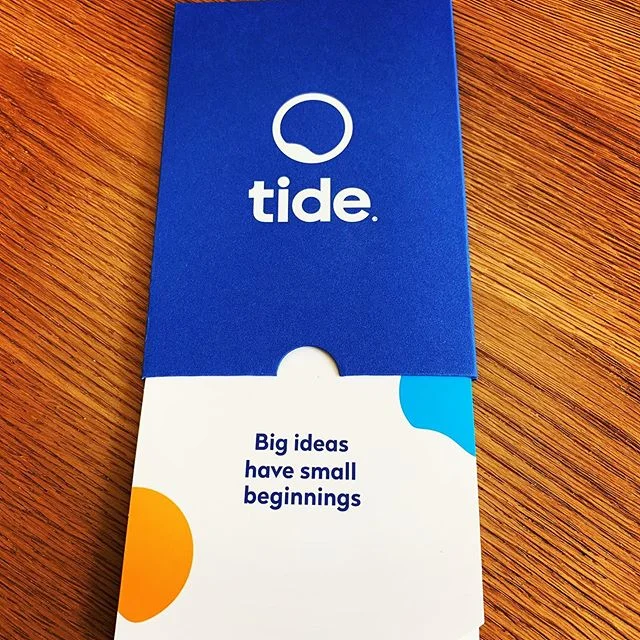 tide.
Big ideas
have small
beginnings